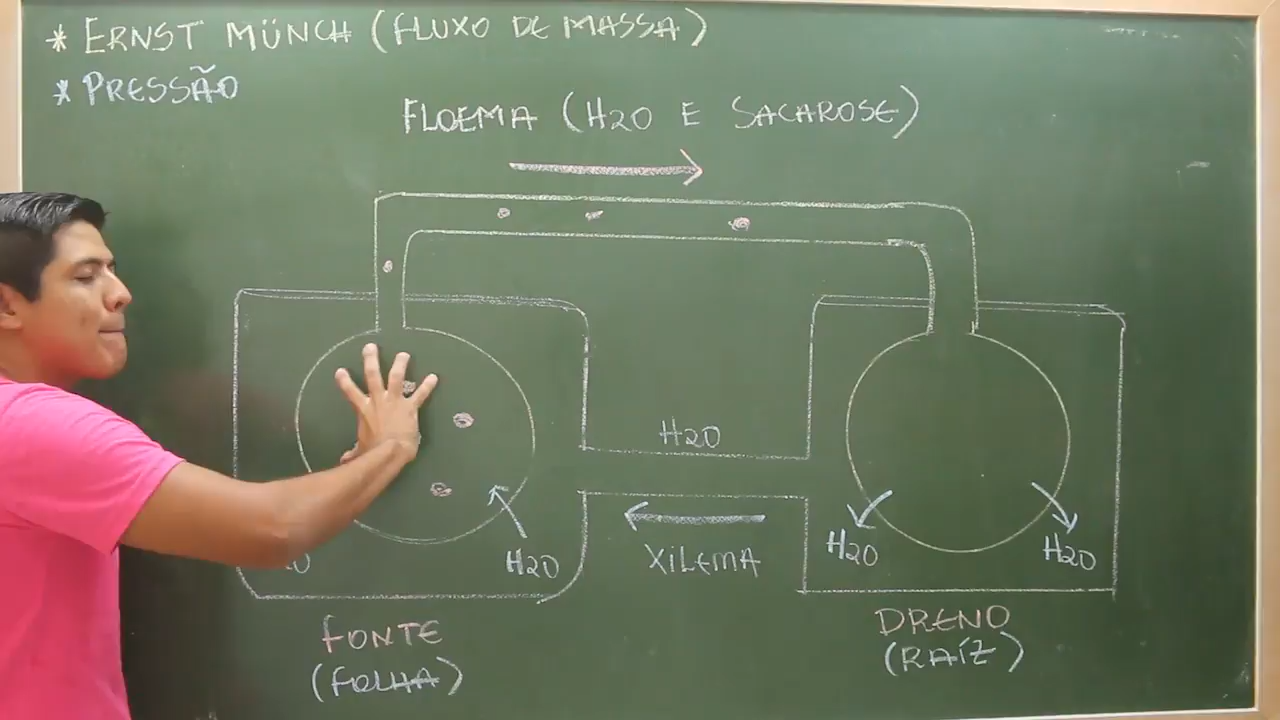 * ERNST MÜNCH (FLUXO DE MASSA)
* PRESSÃO
FLOEMA (H2O E SACAROSE)
H2O
H2O
XILEMA
H2O
H2O
FONTE
(FOLHA)
DRENO
(RAÍZ)